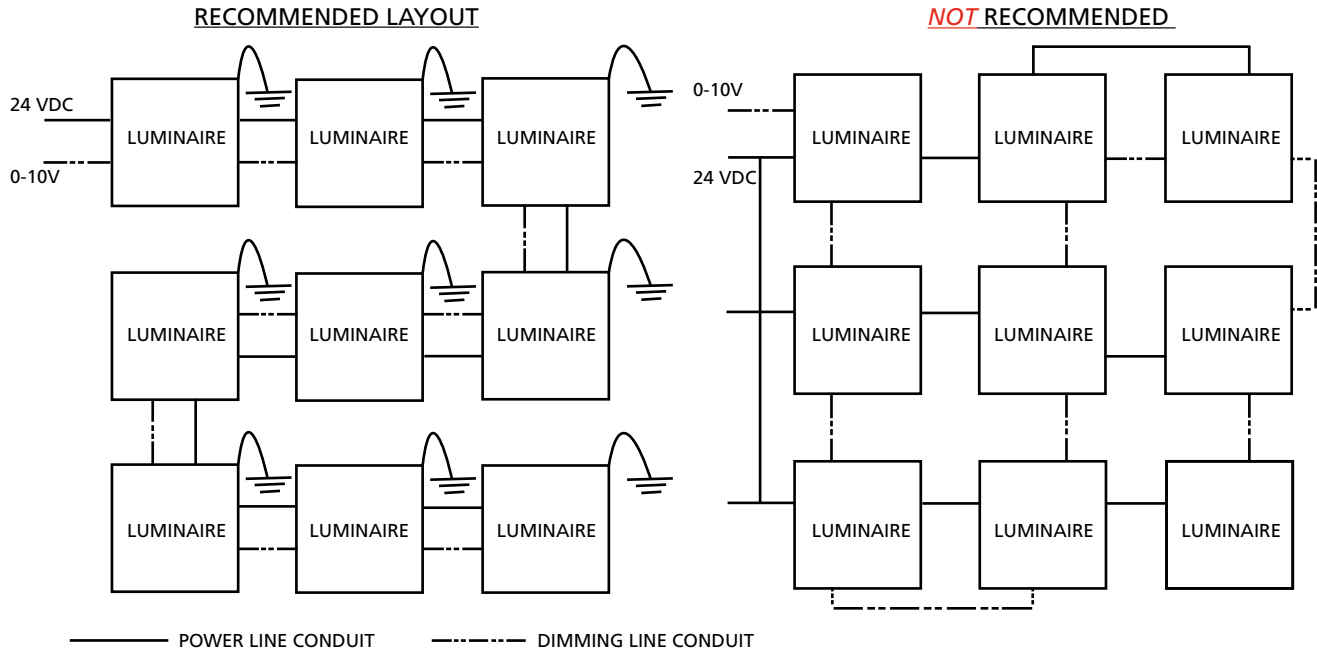 RECOMMENDED LAYOUT
NOT RECOMMENDED
24 VDC
0-10V
LUMINAIRE LUMINAIRE LUMINAIRE
LUMINAIRE LUMINAIRE LUMINAIRE
LUMINAIRE LUMINAIRE LUMINAIRE
0-10V
24 VDC
LUMINAIRE LUMINAIRE LUMINAIRE
LUMINAIRE LUMINAIRE LUMINAIRE
LUMINAIRE LUMINAIRE LUMINAIRE
POWER LINE CONDUIT
DIMMING LINE CONDUIT